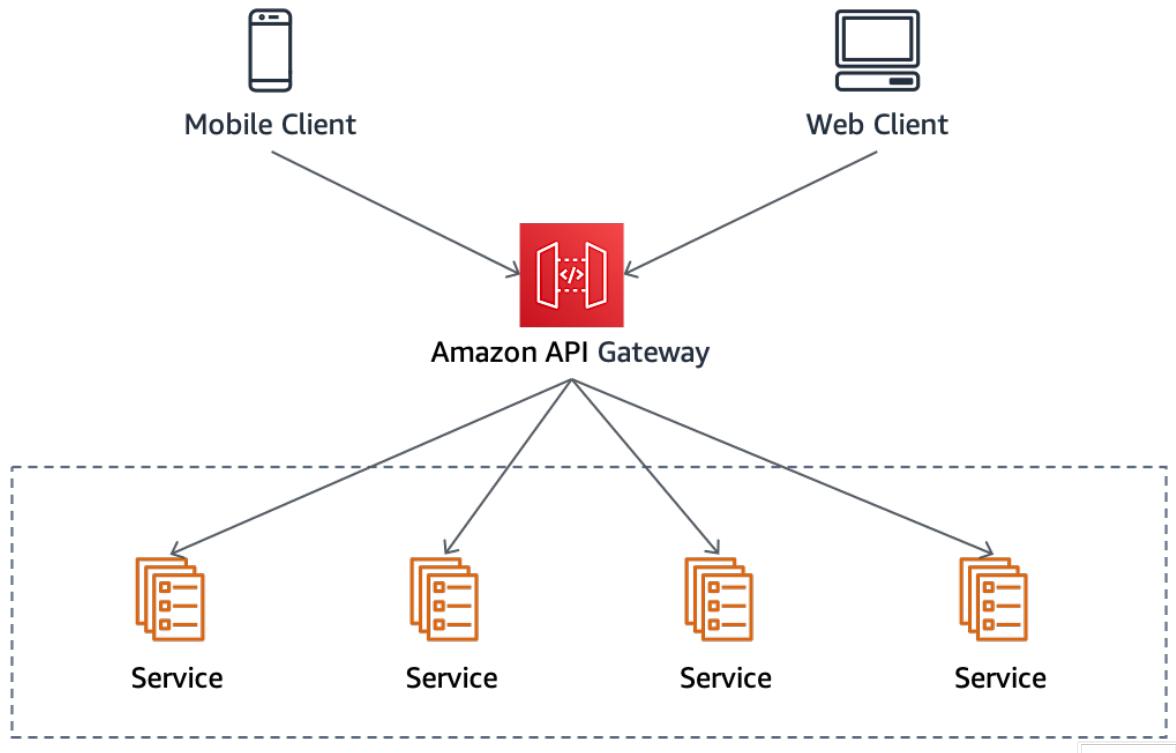 Mobile Client
Web Client
</>
Amazon API Gateway
Service
Service
Service
Service